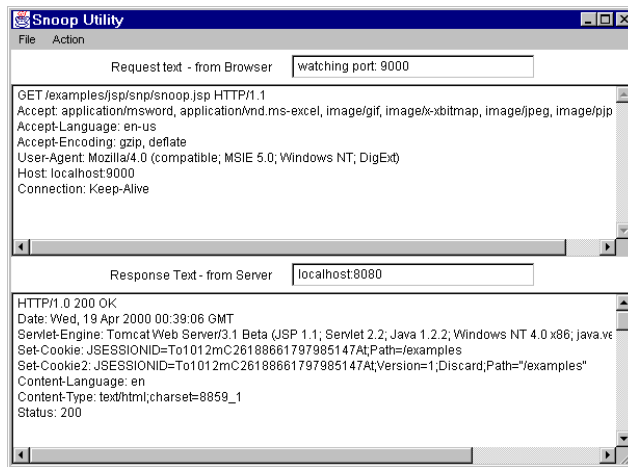 Snoop Utility
File Action
Request text - from Browser watching port: 9000
GET /examples/jsp/snp/snoop.jsp HTTP/1.1
Accept: application/msword, application/vnd.ms-excel, image/gif, image/x-xbitmap, image/jpeg, image/pjp
Accept-Language: en-us
Accept-Encoding: gzip, deflate
User-Agent: Mozilla/4.0 (compatible; MSIE 5.0; Windows NT; DigExt)
Host: localhost:9000
Connection: Keep-Alive
Response Text - from Server localhost:8080
HTTP/1.0 200 OK
Date: Wed, 19 Apr 2000 00:39:06 GMT
Servlet-Engine: Tomcat Web Server/3.1 Beta (JSP 1.1; Servlet 2.2; Java 1.2.2; Windows NT 4.0 x86; java.ve
Set-Cookie: JSESSIONID=To1012mC26188661797985147At;Path=/examples
Set-Cookie2: JSESSIONID=To1012mC26188661797985147At;Version=1;Discard;Path="/examples"
Content-Language: en
Content-Type: text/html;charset=8859_1
Status: 200